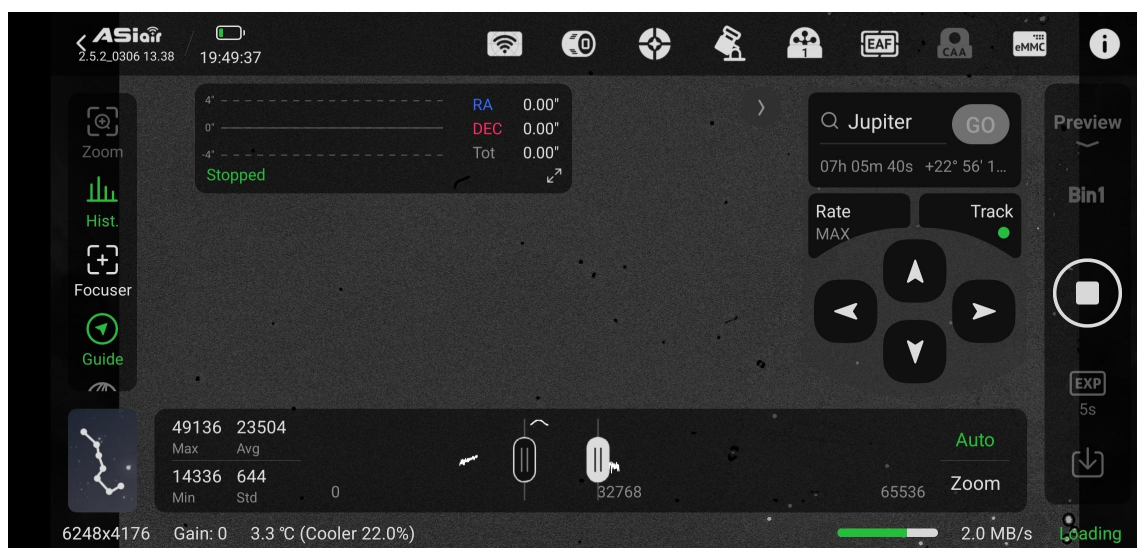 ASiair
2.5.2_0306 13.38
19:49:37
1
EAF
CAA
eMMC
Zoom
Hist.
Focuser
Guide
4"
0"
-4"
Stopped
RA 0.00"
DEC 0.00"
Tot 0.00"
Jupiter
GO
07h 05m 40s +22° 56' 1...
Rate
MAX
Track
Preview
Bin1
EXP
5s
49136 23504
Max Avg
14336 644
Min Std
0
32768
65536
Auto
Zoom
6248x4176 Gain: 0 3.3 ℃ (Cooler 22.0%)
2.0 MB/s
Loading